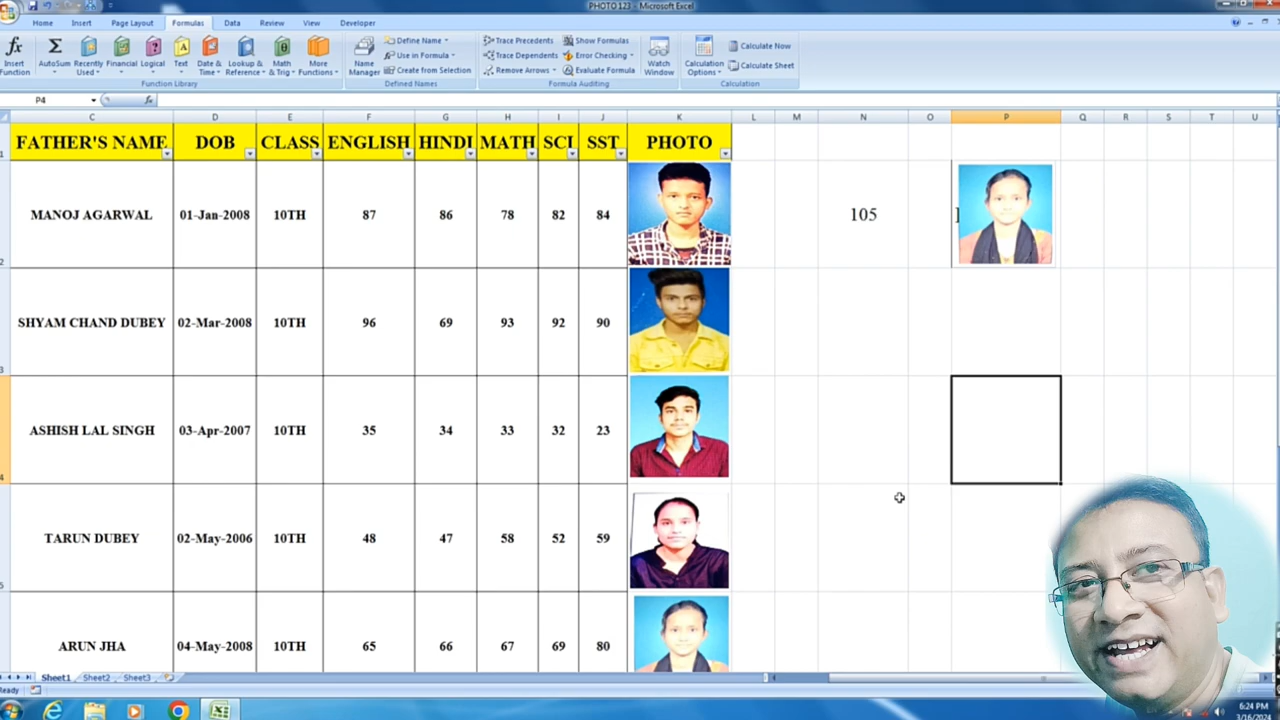 PHOTO 123 - Microsoft Excel
Home Insert Page Layout Formulas Data Review View Developer
fx Σ θ A
Insert Function AutoSum Recently Used Financial Logical Text Date & Time Lookup & Reference Math & Trig More Functions
Function Library
Name Manager Define Name Use in Formula Create from Selection
Defined Names
Trace Precedents Trace Dependents Remove Arrows Show Formulas Error Checking Evaluate Formula Watch Window
Formula Auditing
Calculation Options Calculate Now Calculate Sheet
Calculation
P4 fx
C D E F G H I J K L M N O P Q R S T U
1 FATHER'S NAME DOB CLASS ENGLISH HINDI MATH SCI SST PHOTO
2 MANOJ AGARWAL 01-Jan-2008 10TH 87 86 78 82 84 105
3 SHYAM CHAND DUBEY 02-Mar-2008 10TH 96 69 93 92 90
4 ASHISH LAL SINGH 03-Apr-2007 10TH 35 34 33 32 23
5 TARUN DUBEY 02-May-2006 10TH 48 47 58 52 59
ARUN JHA 04-May-2008 10TH 65 66 67 69 80
Sheet1 Sheet2 Sheet3
Ready
6:24 PM